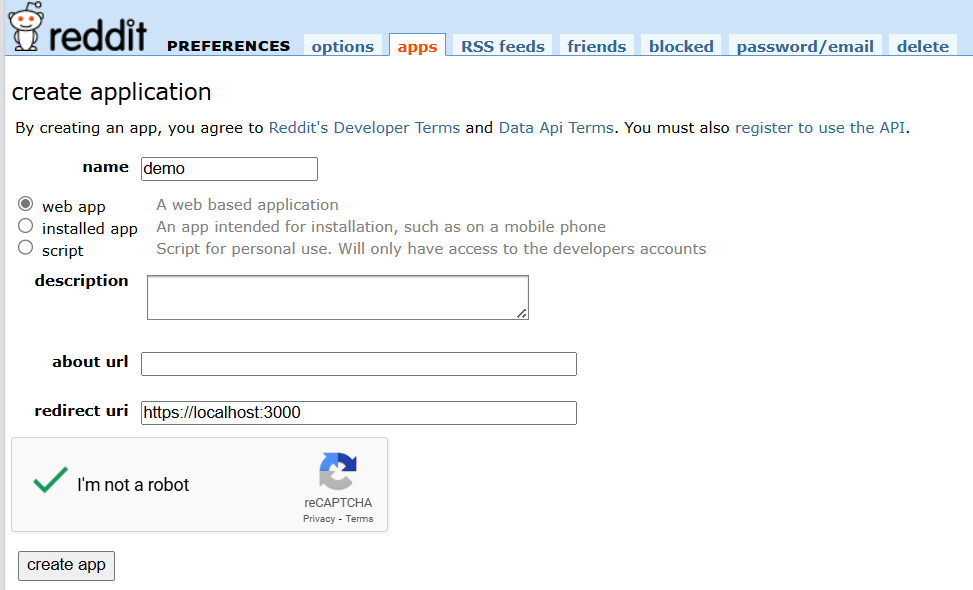 reddit PREFERENCES options apps RSS feeds friends blocked password/email delete
create application
By creating an app, you agree to Reddit's Developer Terms and Data Api Terms. You must also register to use the API.
name demo
web app A web based application
installed app An app intended for installation, such as on a mobile phone
script Script for personal use. Will only have access to the developers accounts
description
about url
redirect uri https://localhost:3000
I'm not a robot
reCAPTCHA
Privacy - Terms
create app